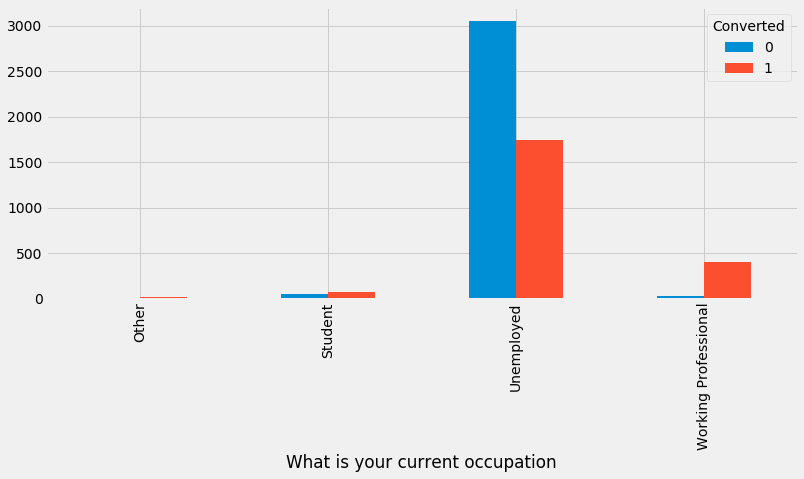 3000
2500
2000
1500
1000
500
0
Converted
0
1
Other
Student
Unemployed
Working Professional
What is your current occupation